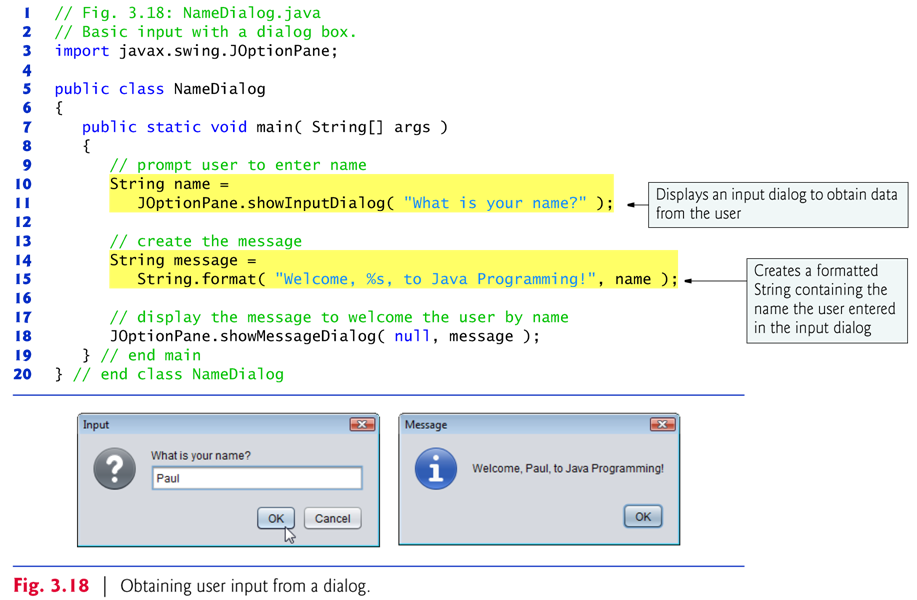 1 // Fig. 3.18: NameDialog.java
2 // Basic input with a dialog box.
3 import javax.swing.JOptionPane;
4
5 public class NameDialog
6 {
7 public static void main( String[] args )
8 {
9 // prompt user to enter name
10 String name =
11 JOptionPane.showInputDialog( "What is your name?" );
Displays an input dialog to obtain data
from the user
12
13 // create the message
14 String message =
15 String.format( "Welcome, %s, to Java Programming!", name );
Creates a formatted
String containing the
name the user entered
in the input dialog
16
17 // display the message to welcome the user by name
18 JOptionPane.showMessageDialog( null, message );
19 } // end main
20 } // end class NameDialog
Input
What is your name?
Paul
OK Cancel
Message
Welcome, Paul, to Java Programming!
OK
Fig. 3.18 | Obtaining user input from a dialog.